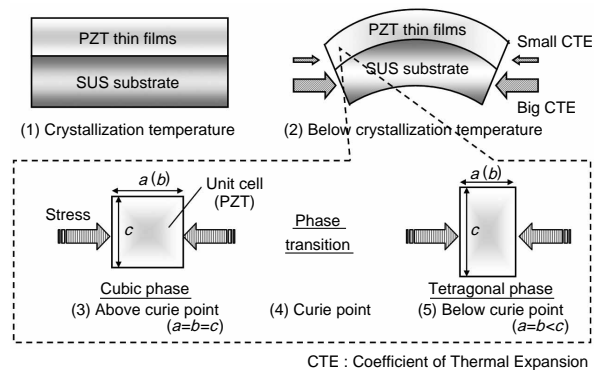 PZT thin films
SUS substrate
(1) Crystallization temperature
PZT thin films
SUS substrate
Small CTE
Big CTE
(2) Below crystallization temperature
a (b)
c
Stress
Unit cell
(PZT)
Cubic phase
(3) Above curie point
(a=b=c)
Phase
transition
(4) Curie point
a (b)
c
Tetragonal phase
(5) Below curie point
(a=b<c)
CTE : Coefficient of Thermal Expansion